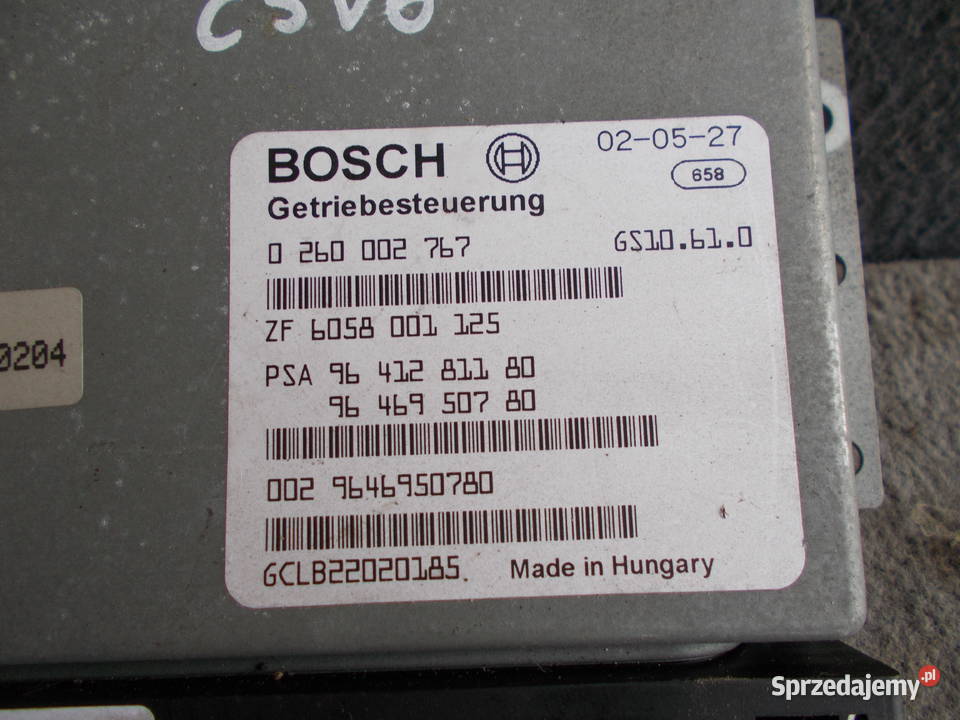 C5V6
BOSCH
02-05-27
658
Getriebesteuerung
0 260 002 767
GS10.61.0
ZF 6058 001 125
PSA 96 412 811 80
96 469 507 80
0204
002 9646950780
GCLB22020185.
Made in Hungary
Sprzedajemy.pl